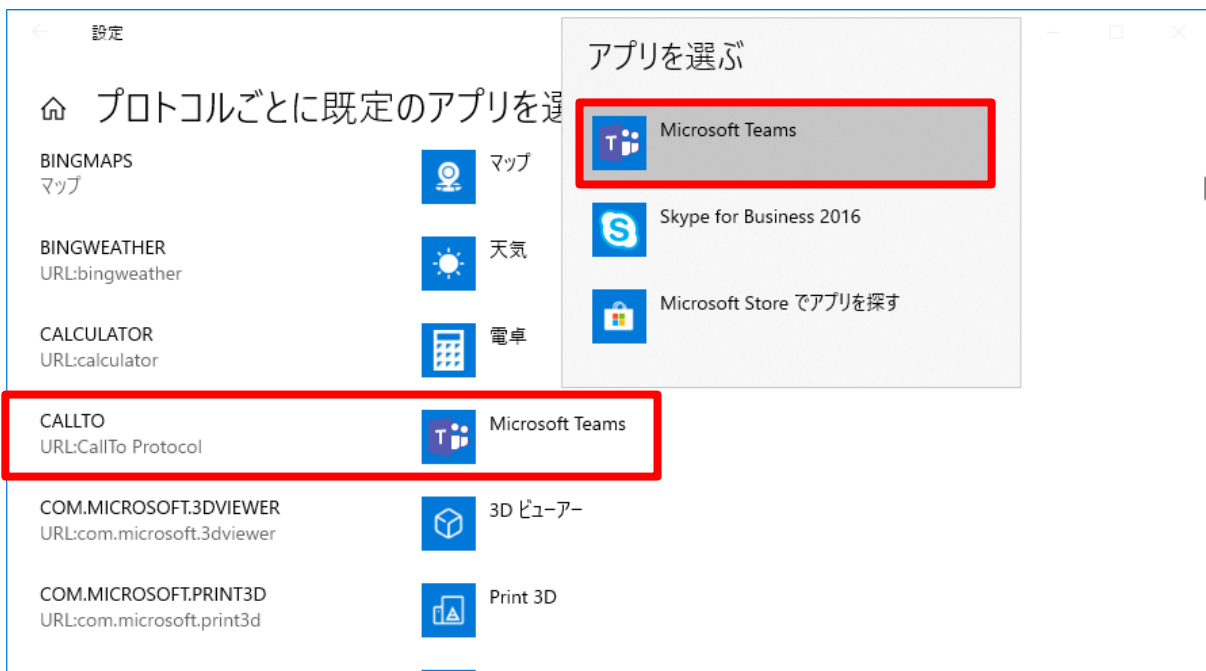 設定
プロトコルごとに既定のアプリを選
BINGMAPS
マップ
マップ
BINGWEATHER
URL:bingweather
天気
CALCULATOR
URL:calculator
電卓
CALLTO
URL:CallTo Protocol
Microsoft Teams
COM.MICROSOFT.3DVIEWER
URL:com.microsoft.3dviewer
3D ビューアー
COM.MICROSOFT.PRINT3D
URL:com.microsoft.print3d
Print 3D
アプリを選ぶ
Microsoft Teams
Skype for Business 2016
Microsoft Store でアプリを探す